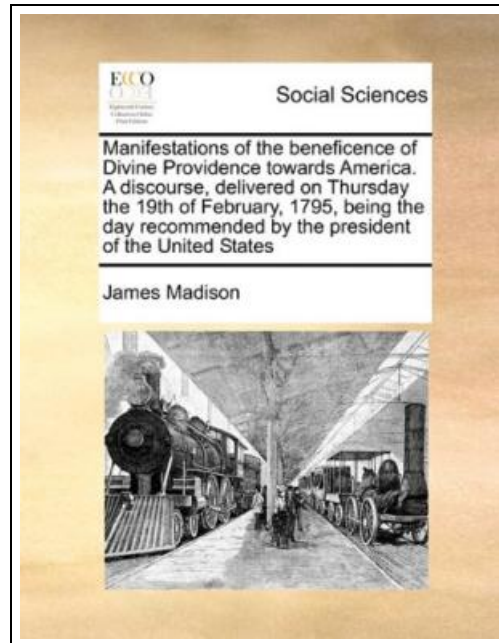 ECCO
Social Sciences
Manifestations of the beneficence of
Divine Providence towards America.
A discourse, delivered on Thursday
the 19th of February, 1795, being the
day recommended by the president
of the United States
James Madison